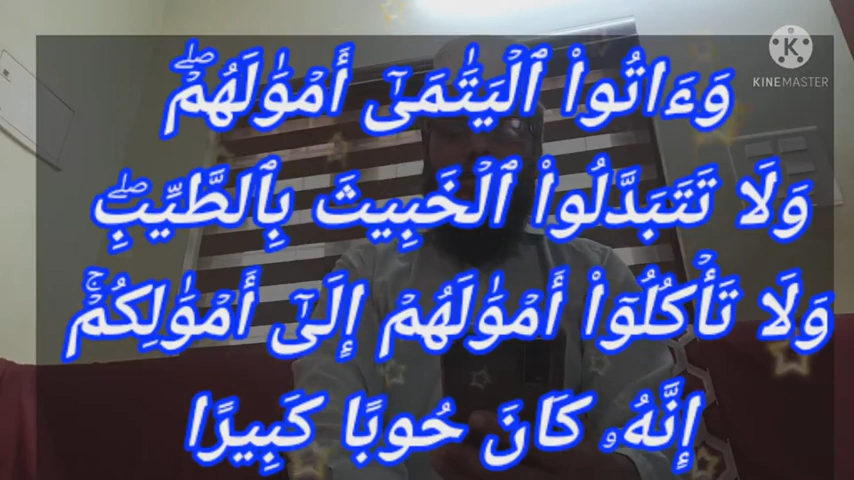 وَءَاتُوا۟ ٱلْيَتَٰمَىٰٓ أَمْوَٰلَهُمْ ۖ
وَلَا تَتَبَدَّلُوا۟ ٱلْخَبِيثَ بِٱلطَّيِّبِ ۖ
وَلَا تَأْكُلُوٓا۟ أَمْوَٰلَهُمْ إِلَىٰٓ أَمْوَٰلِكُمْ ۚ
إِنَّهُۥ كَانَ حُوبًا كَبِيرًا
KINEMASTER